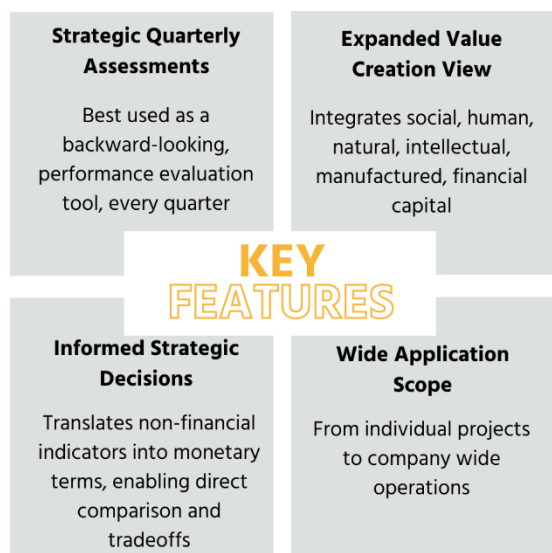 Strategic Quarterly
Assessments
Best used as a
backward-looking,
performance evaluation
tool, every quarter
Expanded Value
Creation View
Integrates social, human,
natural, intellectual,
manufactured, financial
capital
KEY
FEATURES
Informed Strategic
Decisions
Translates non-financial
indicators into monetary
terms, enabling direct
comparison and
tradeoffs
Wide Application
Scope
From individual projects
to company wide
operations